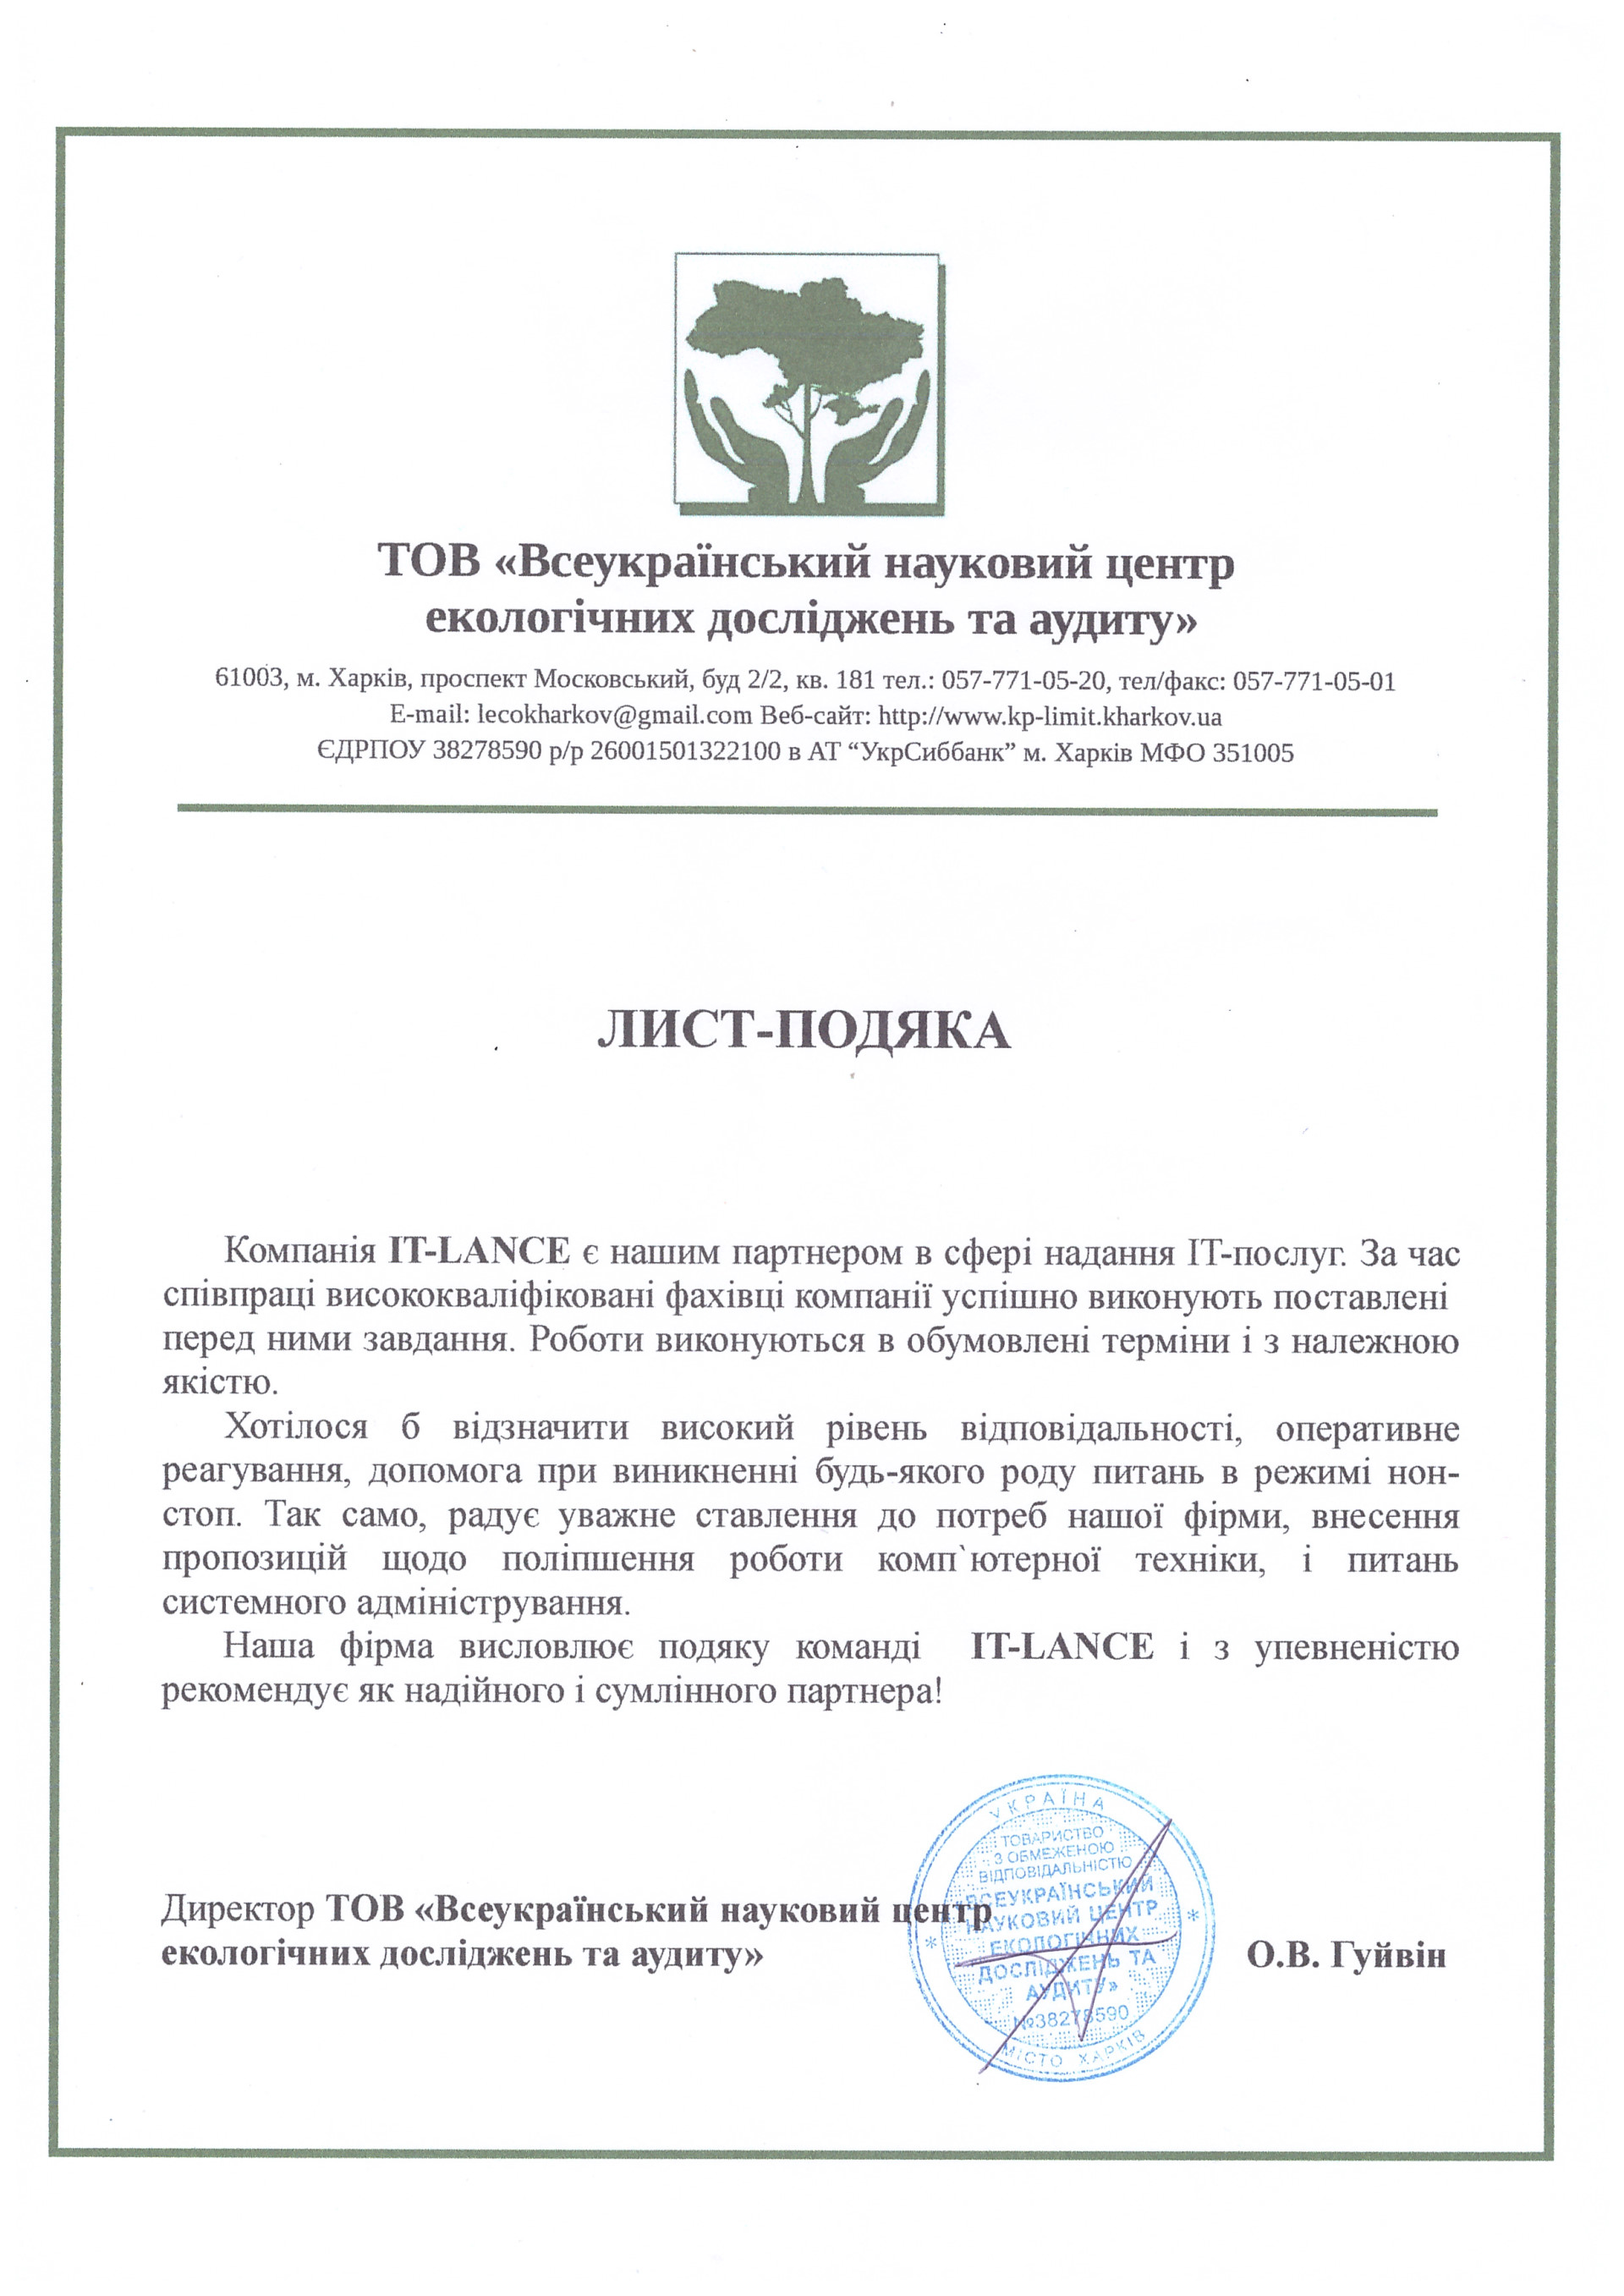 ТОВ «Всеукраїнський науковий центр
екологічних досліджень та аудиту»
61003, м. Харків, проспект Московський, буд 2/2, кв. 181 тел.: 057-771-05-20, тел/факс: 057-771-05-01
E-mail: lecokharkov@gmail.com Веб-сайт: http://www.kp-limit.kharkov.ua
ЄДРПОУ 38278590 р/р 26001501322100 в АТ “УкрСиббанк” м. Харків МФО 351005
ЛИСТ-ПОДЯКА
Компанія IT-LANCE є нашим партнером в сфері надання ІТ-послуг. За час
співпраці висококваліфіковані фахівці компанії успішно виконують поставлені
перед ними завдання. Роботи виконуються в обумовлені терміни і з належною
якістю.
Хотілося б відзначити високий рівень відповідальності, оперативне
реагування, допомога при виникненні будь-якого роду питань в режимі нон-
стоп. Так само, радує уважне ставлення до потреб нашої фірми, внесення
пропозицій щодо поліпшення роботи комп`ютерної техніки, і питань
системного адміністрування.
Наша фірма висловлює подяку команді IT-LANCE і з упевненістю
рекомендує як надійного і сумлінного партнера!
УКРАЇНА
ТОВАРИСТВО
З ОБМЕЖЕНОЮ
ВІДПОВІДАЛЬНІСТЮ
«ВСЕУКРАЇНСЬКИЙ
НАУКОВИЙ ЦЕНТР
ЕКОЛОГІЧНИХ
ДОСЛІДЖЕНЬ ТА
АУДИТУ»
№38278590
МІСТО ХАРКІВ
Директор ТОВ «Всеукраїнський науковий центр
екологічних досліджень та аудиту»
О.В. Гуйвін